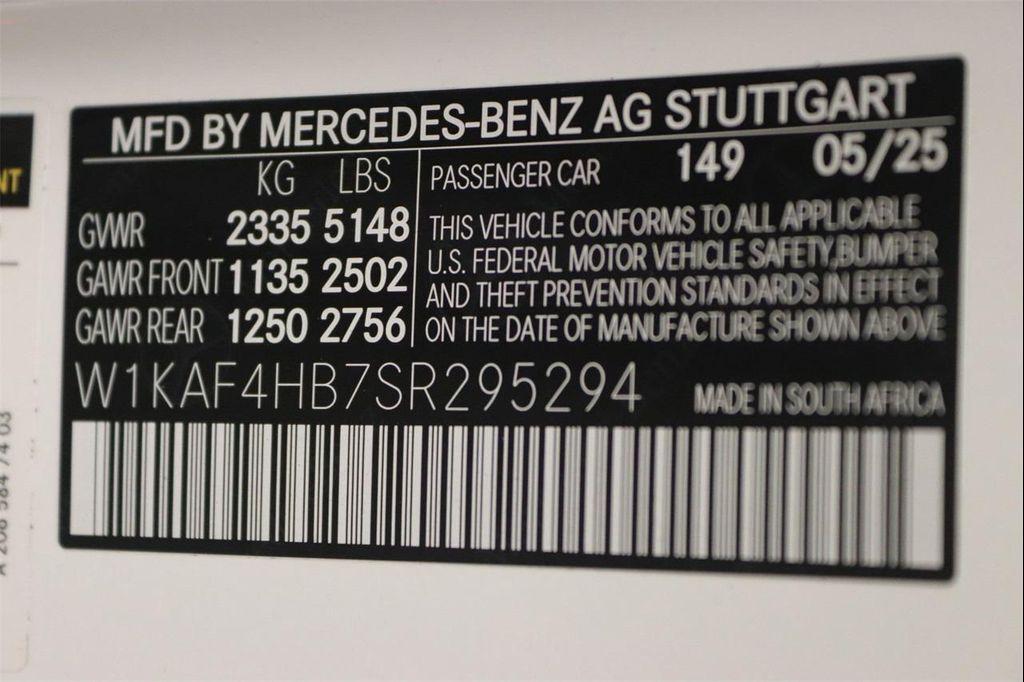 MFD BY MERCEDES-BENZ AG STUTTGART
KG LBS PASSENGER CAR 149 05/25
GVWR 2335 5148
GAWR FRONT 1135 2502
GAWR REAR 1250 2756
THIS VEHICLE CONFORMS TO ALL APPLICABLE
U.S. FEDERAL MOTOR VEHICLE SAFETY,BUMPER
AND THEFT PREVENTION STANDARDS IN EFFECT
ON THE DATE OF MANUFACTURE SHOWN ABOVE
W1KAF4HB7SR295294 MADE IN SOUTH AFRICA
NT